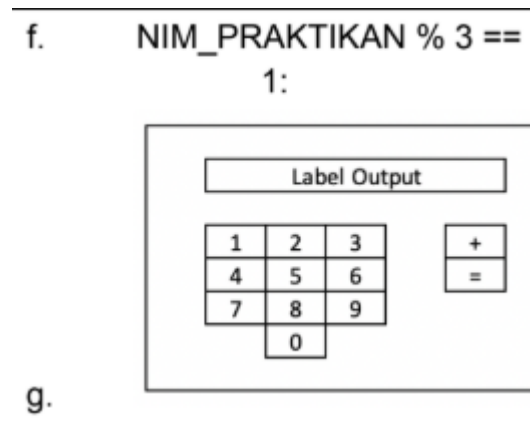 f. NIM_PRAKTIKAN % 3 ==
1:
Label Output
1 2 3 +
4 5 6 =
7 8 9
0
g.